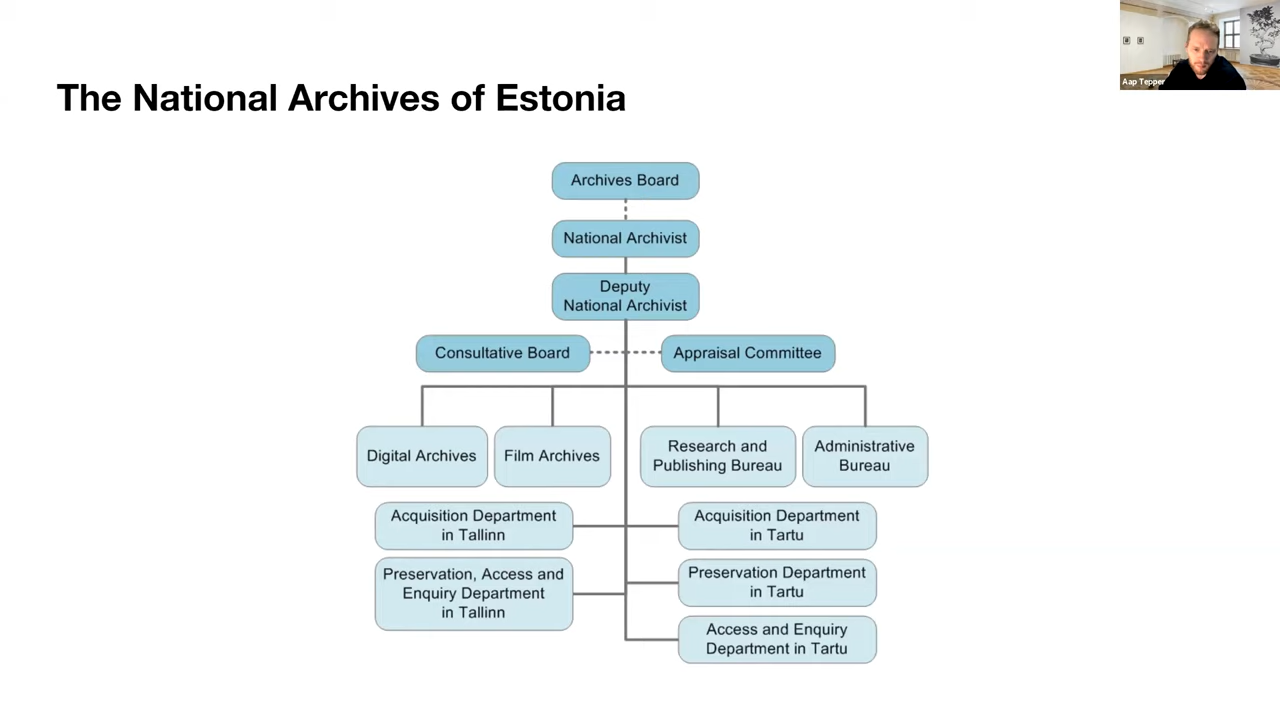 The National Archives of Estonia
Aap Tepper
Archives Board
National Archivist
Deputy
National Archivist
Consultative Board
Appraisal Committee
Digital Archives
Film Archives
Research and
Publishing Bureau
Administrative
Bureau
Acquisition Department
in Tallinn
Acquisition Department
in Tartu
Preservation, Access and
Enquiry Department
in Tallinn
Preservation Department
in Tartu
Access and Enquiry
Department in Tartu